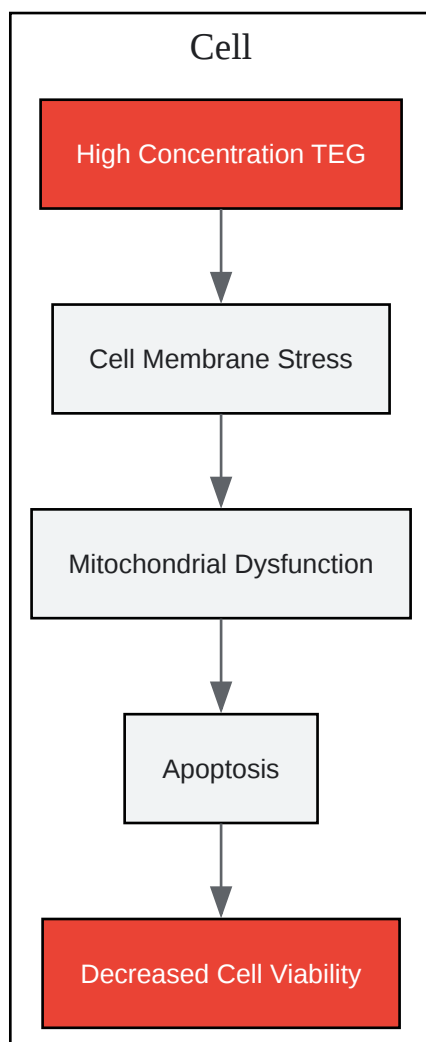 Cell
High Concentration TEG
Cell Membrane Stress
Mitochondrial Dysfunction
Apoptosis
Decreased Cell Viability